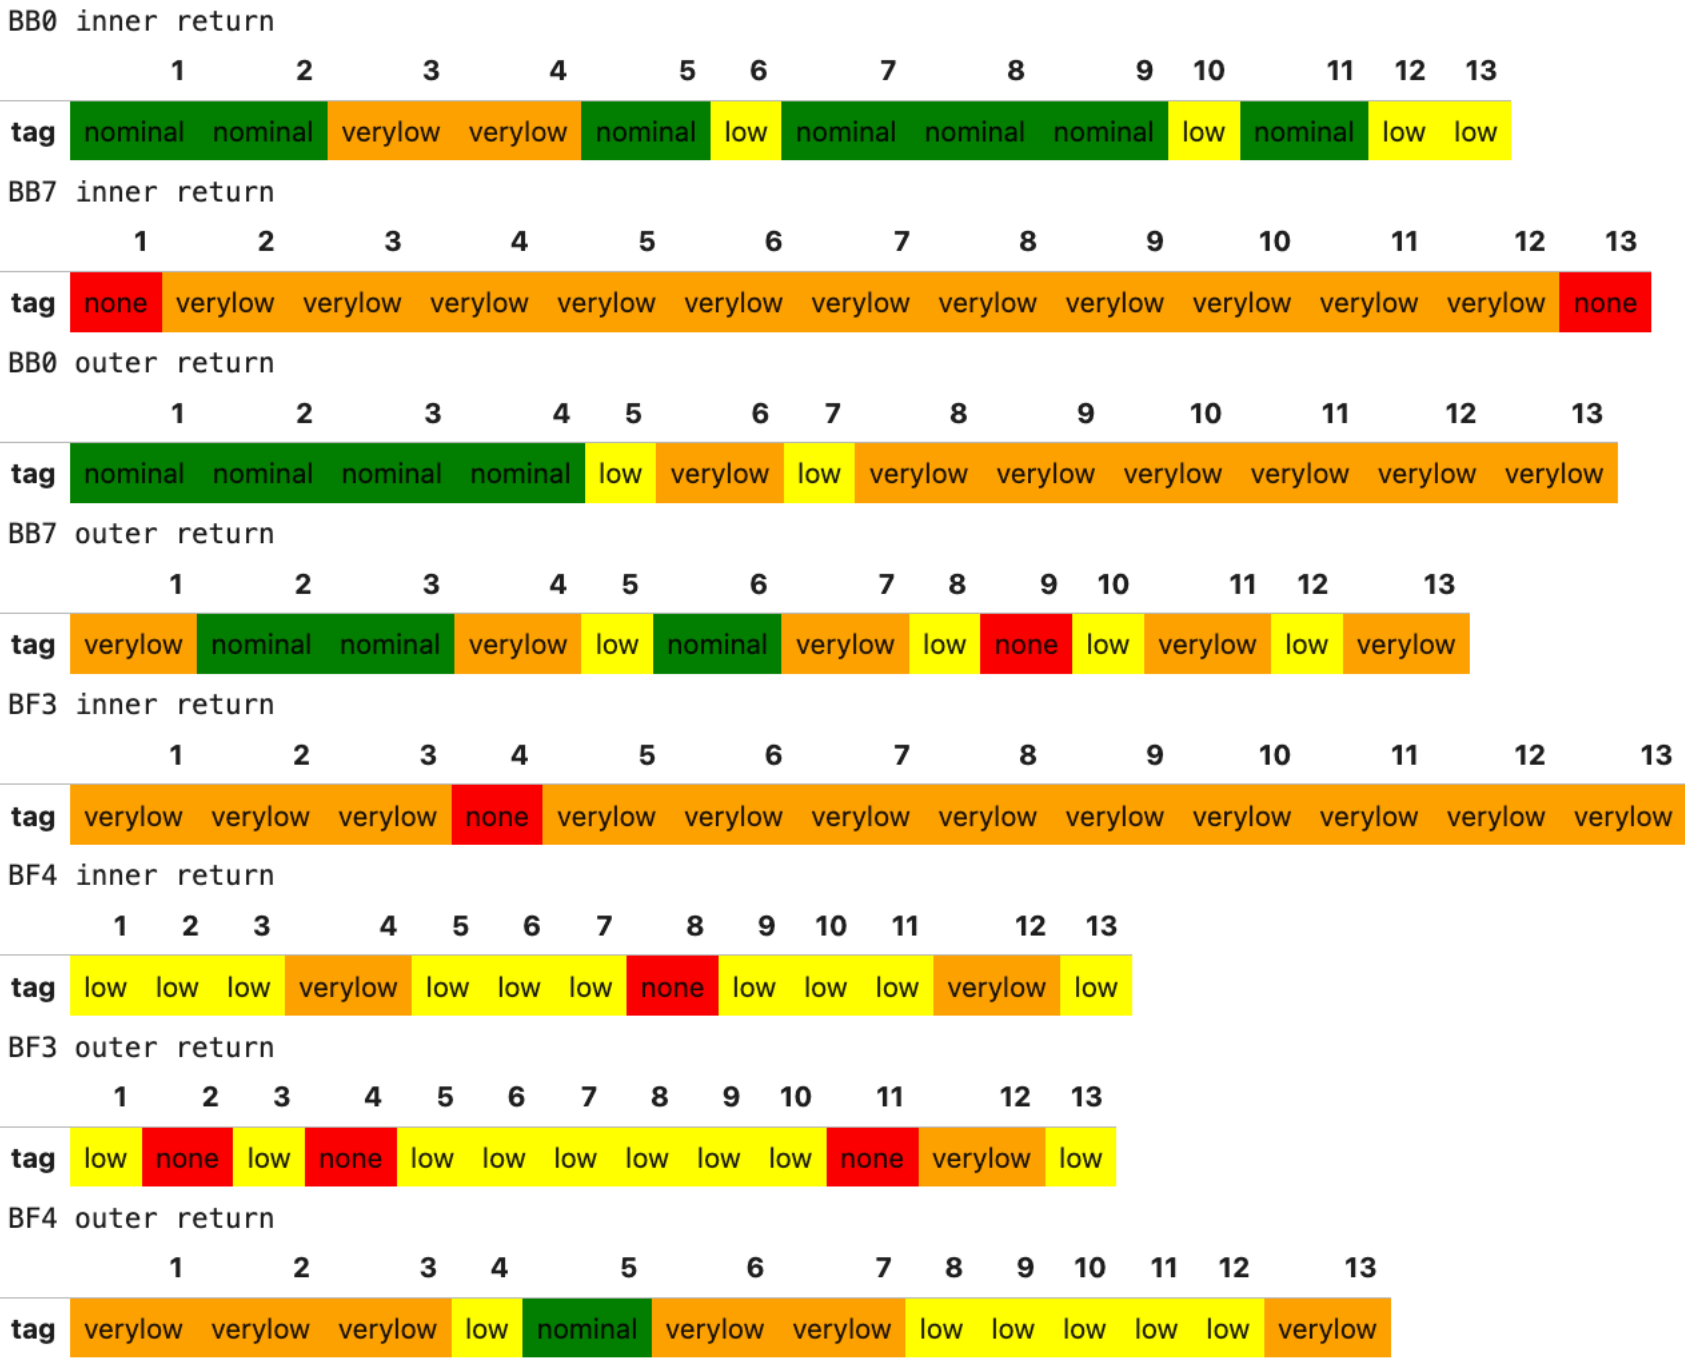 BB0 inner return
1 2 3 4 5 6 7 8 9 10 11 12 13
tag nominal nominal verylow verylow nominal low nominal nominal nominal low nominal low low
BB7 inner return
1 2 3 4 5 6 7 8 9 10 11 12 13
tag none verylow verylow verylow verylow verylow verylow verylow verylow verylow verylow verylow none
BB0 outer return
1 2 3 4 5 6 7 8 9 10 11 12 13
tag nominal nominal nominal nominal low verylow low verylow verylow verylow verylow verylow verylow
BB7 outer return
1 2 3 4 5 6 7 8 9 10 11 12 13
tag verylow nominal nominal verylow low nominal verylow low none low verylow low verylow
BF3 inner return
1 2 3 4 5 6 7 8 9 10 11 12 13
tag verylow verylow verylow none verylow verylow verylow verylow verylow verylow verylow verylow verylow
BF4 inner return
1 2 3 4 5 6 7 8 9 10 11 12 13
tag low low low verylow low low low none low low low verylow low
BF3 outer return
1 2 3 4 5 6 7 8 9 10 11 12 13
tag low none low none low low low low low low none verylow low
BF4 outer return
1 2 3 4 5 6 7 8 9 10 11 12 13
tag verylow verylow verylow low nominal verylow verylow low low low low low verylow